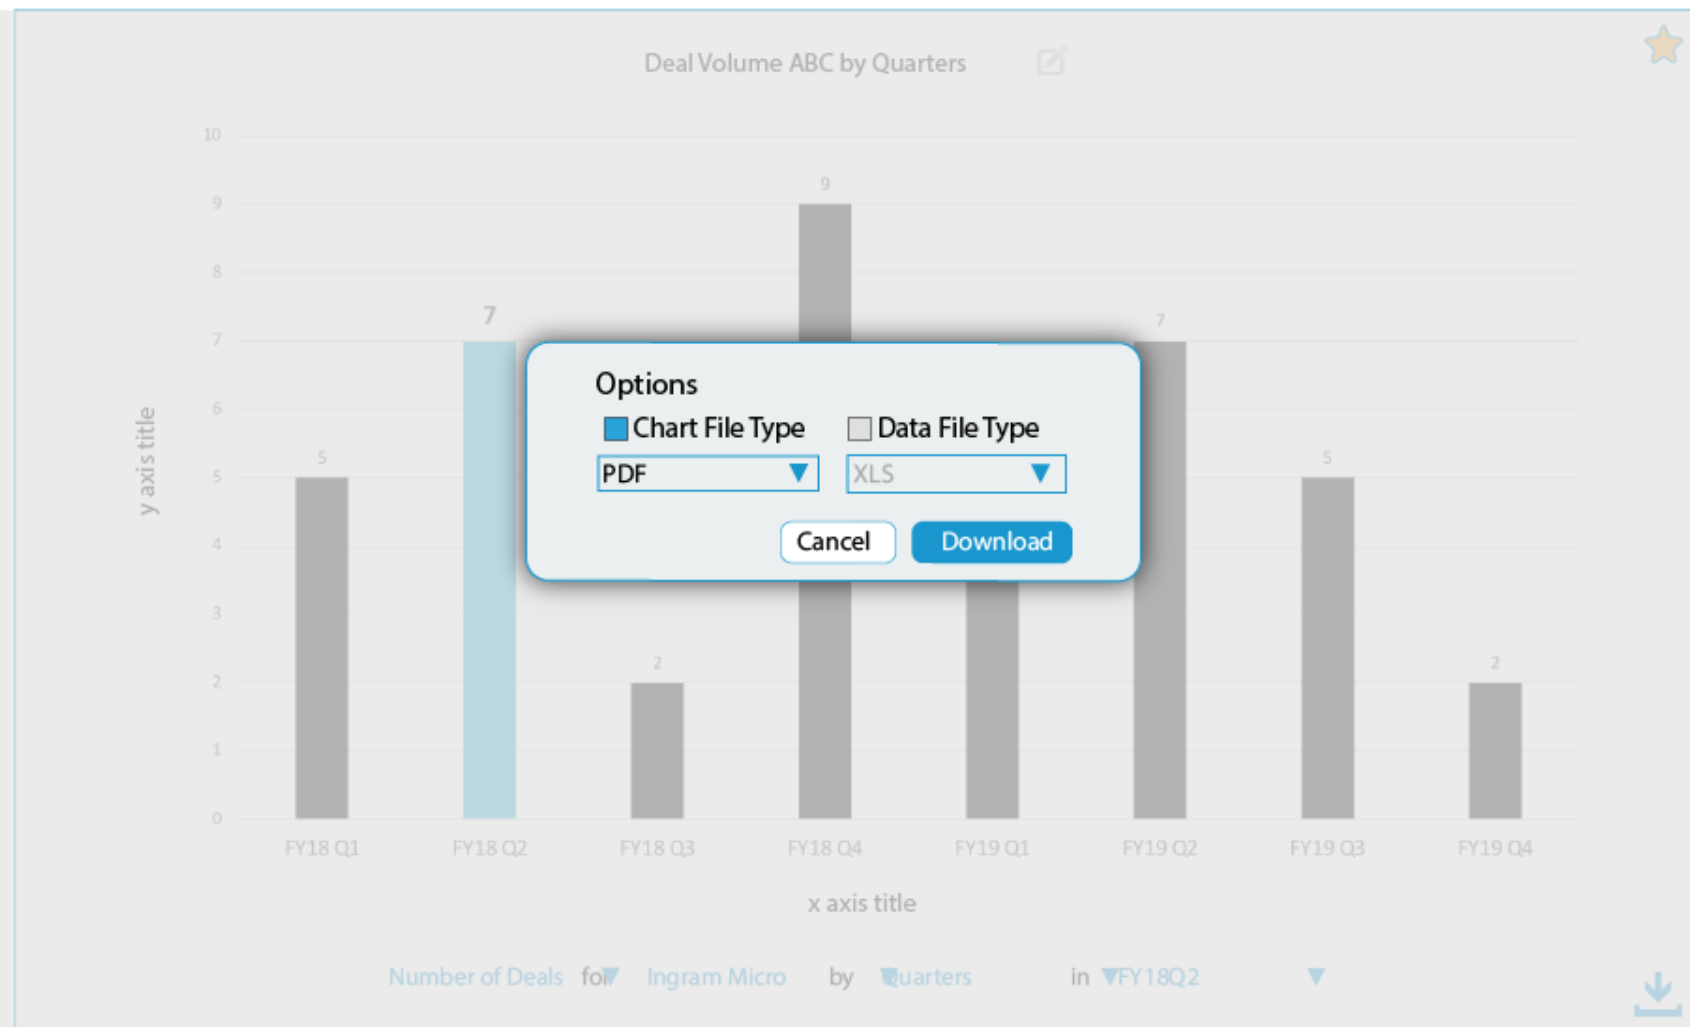 Deal Volume ABC by Quarters
10
9
9
8
7
7
7
6
5
5
5
4
3
2
2
2
1
0
y axis title
Options
Chart File Type
Data File Type
PDF
XLS
Cancel
Download
FY18 Q1
FY18 Q2
FY18 Q3
FY18 Q4
FY19 Q1
FY19 Q2
FY19 Q3
FY19 Q4
x axis title
Number of Deals for Ingram Micro by Quarters in FY18Q2